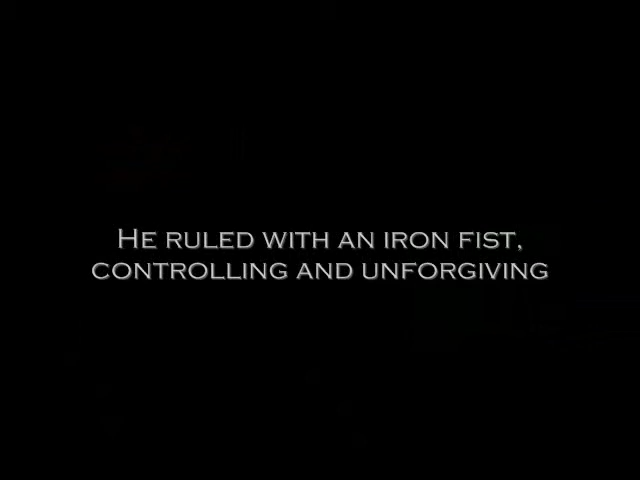 He ruled with an iron fist,
controlling and unforgiving